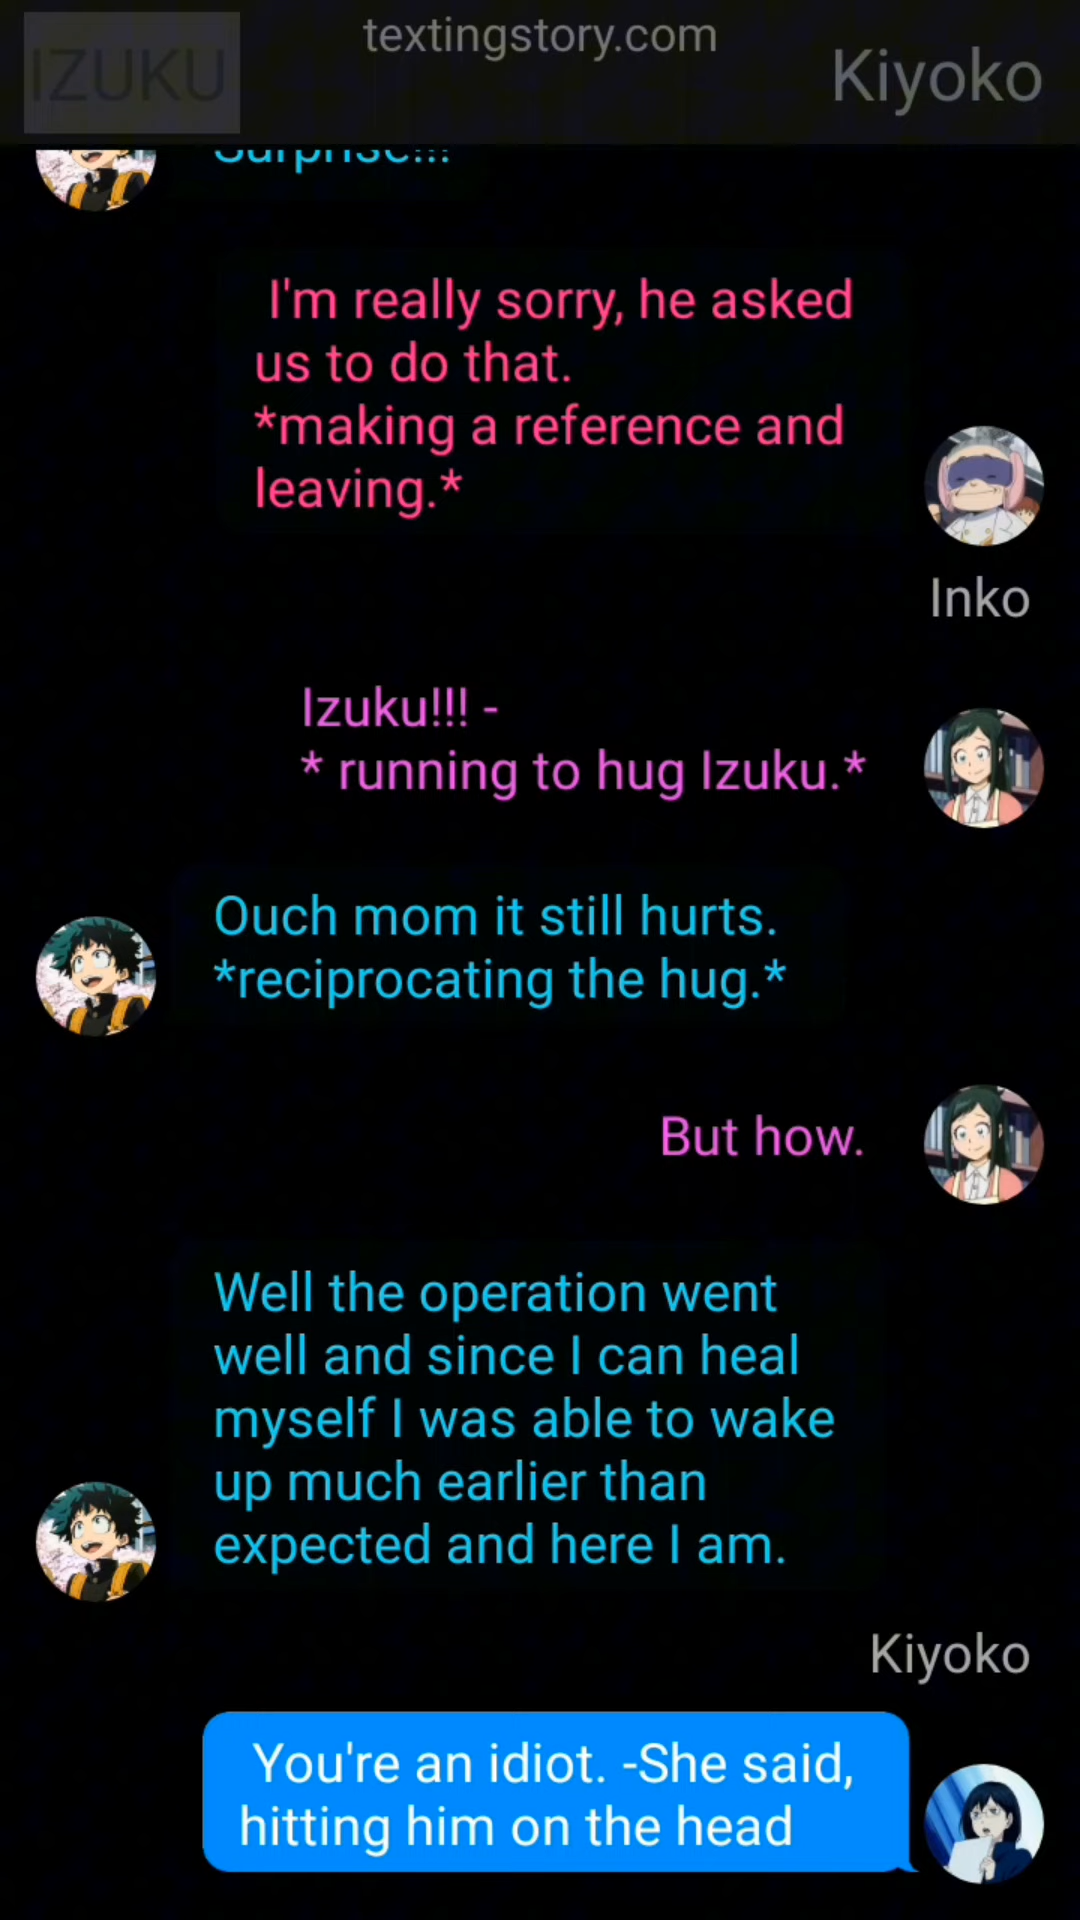 textingstory.com
IZUKU
Kiyoko
Surprise!!!
I'm really sorry, he asked
us to do that.
*making a reference and
leaving.*
Inko
Izuku!!! -
* running to hug Izuku.*
Ouch mom it still hurts.
*reciprocating the hug.*
But how.
Well the operation went
well and since I can heal
myself I was able to wake
up much earlier than
expected and here I am.
Kiyoko
You're an idiot. -She said,
hitting him on the head